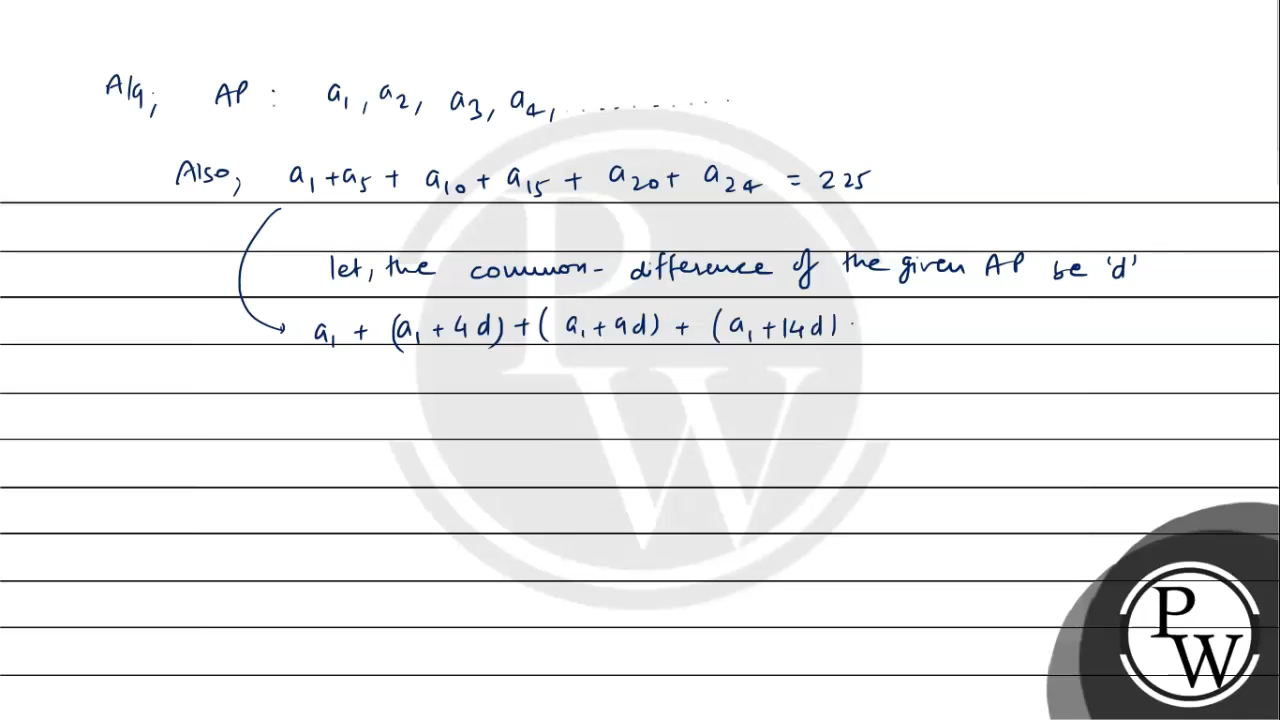 A/q, AP : a₁, a₂, a₃, a₄, ..........
Also, a₁ + a₅ + a₁₀ + a₁₅ + a₂₀ + a₂₄ = 225
let, the common-difference of the given AP be 'd'
a₁ + (a₁ + 4d) + (a₁ + 9d) + (a₁ + 14d)
P
W
P
W